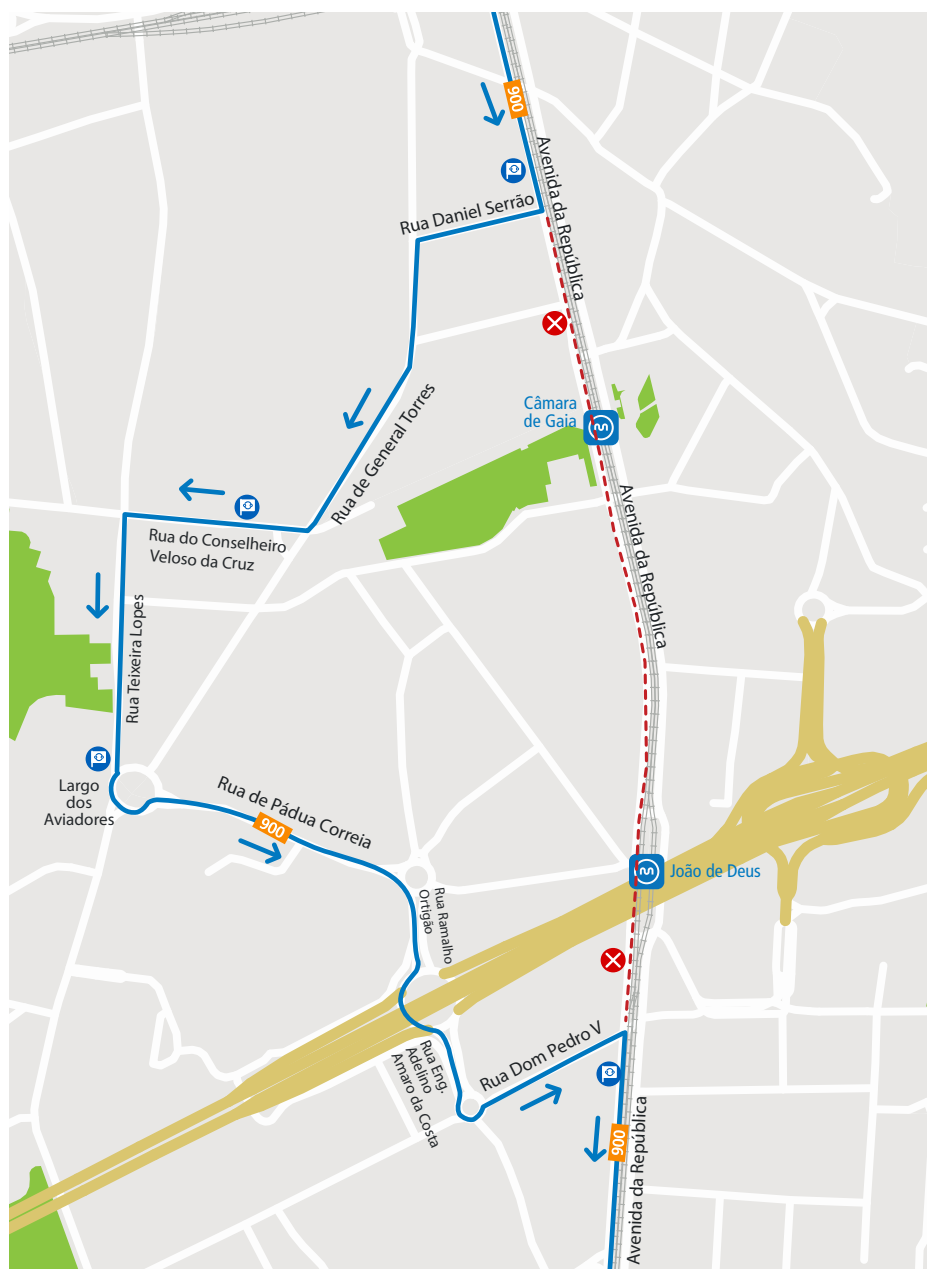 900
Avenida da República
Rua Daniel Serrão
Câmara
de Gaia
Rua de General Torres
Avenida da República
Rua do Conselheiro
Veloso da Cruz
Rua Teixeira Lopes
Largo
dos
Aviadores
Rua de Pádua Correia
900
João de Deus
Rua Ramalho
Ortigão
Rua Eng.
Adelino
Amaro da Costa
Rua Dom Pedro V
900
Avenida da República